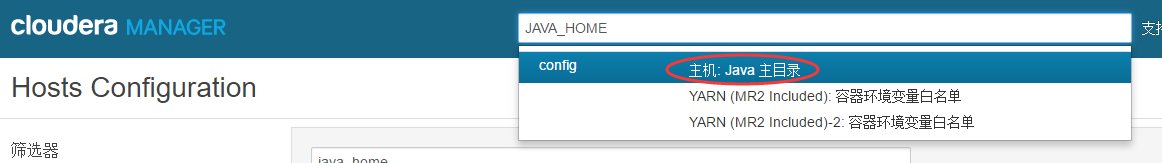 cloudera MANAGER
JAVA_HOME
支持
Hosts Configuration
config
主机: Java 主目录
YARN (MR2 Included): 容器环境变量白名单
YARN (MR2 Included)-2: 容器环境变量白名单
筛选器
java_home